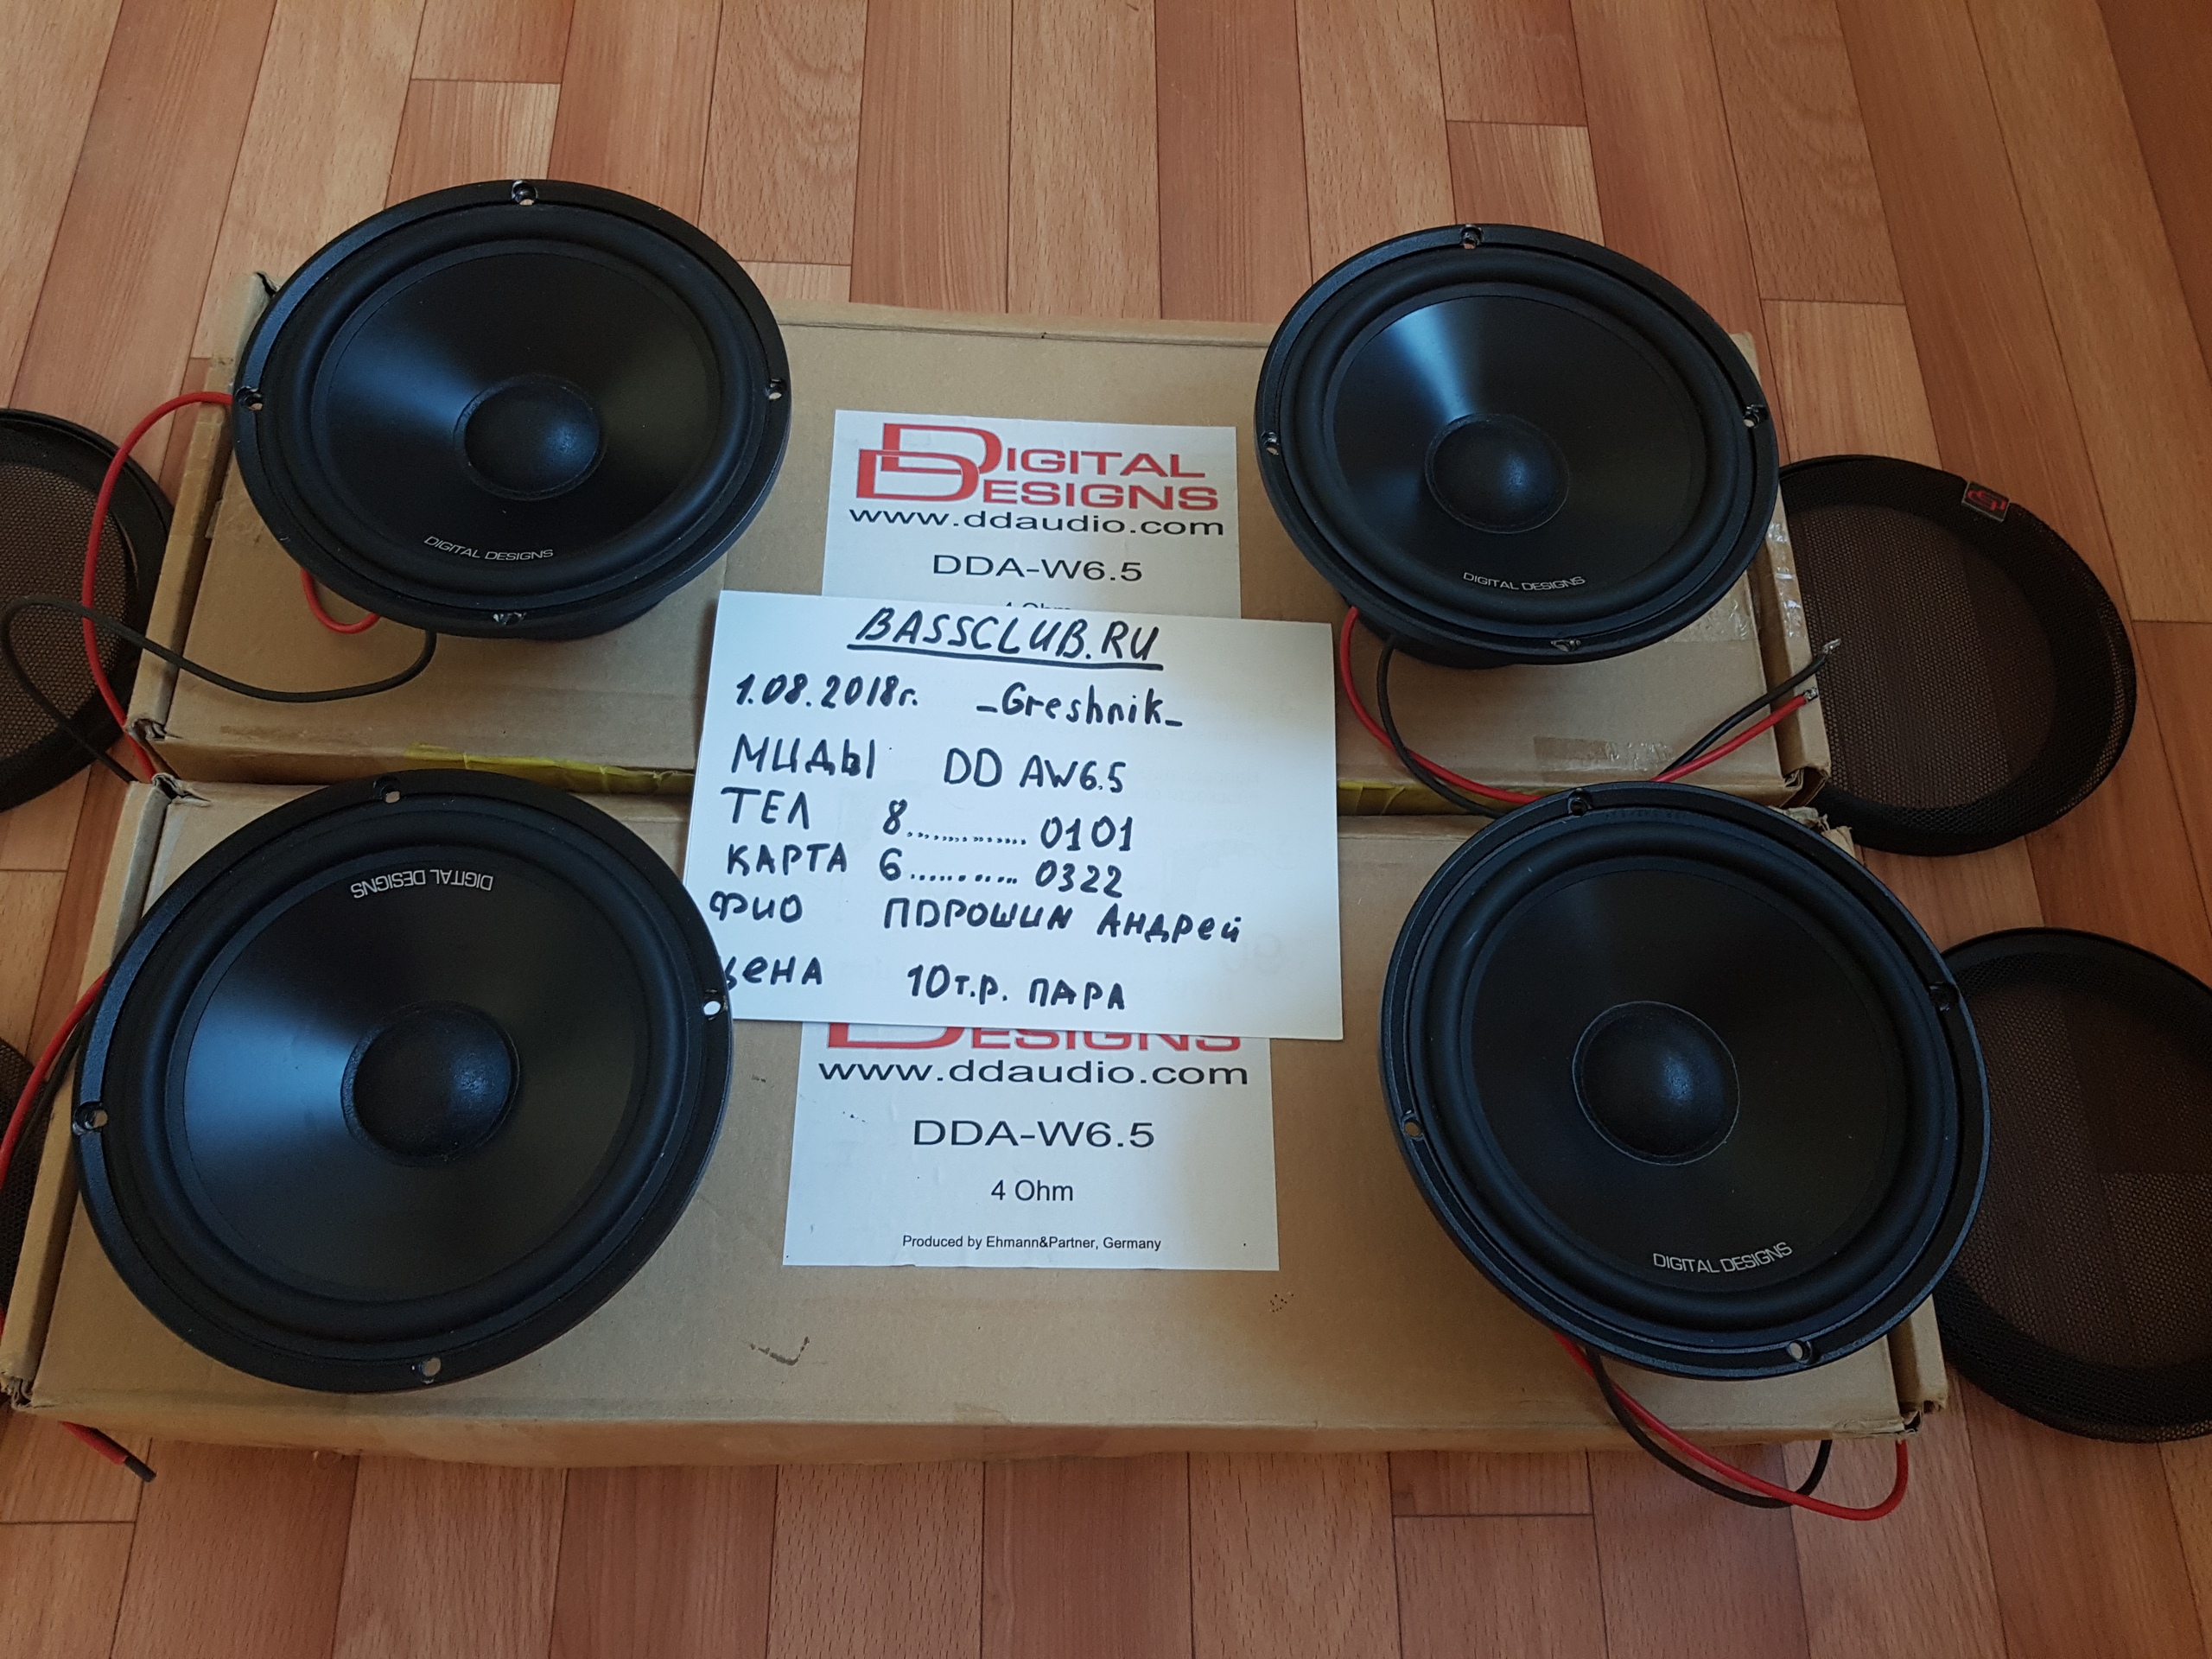 DIGITAL DESIGNS
DIGITAL DESIGNS
DIGITAL
DESIGNS
www.ddaudio.com
DDA-W6.5
4 Ohm
BASSCLUB.RU
1.08.2018г. _Greshnik_
МИДЫ DD AW6.5
ТЕЛ 8............. 0101
КАРТА 6........... 0322
ФИО ПОРОШИН АНДРЕЙ
ЦЕНА 10т.р. ПАРА
DESIGNS
www.ddaudio.com
DDA-W6.5
4 Ohm
Produced by Ehmann&Partner, Germany
DIGITAL DESIGNS
DIGITAL DESIGNS